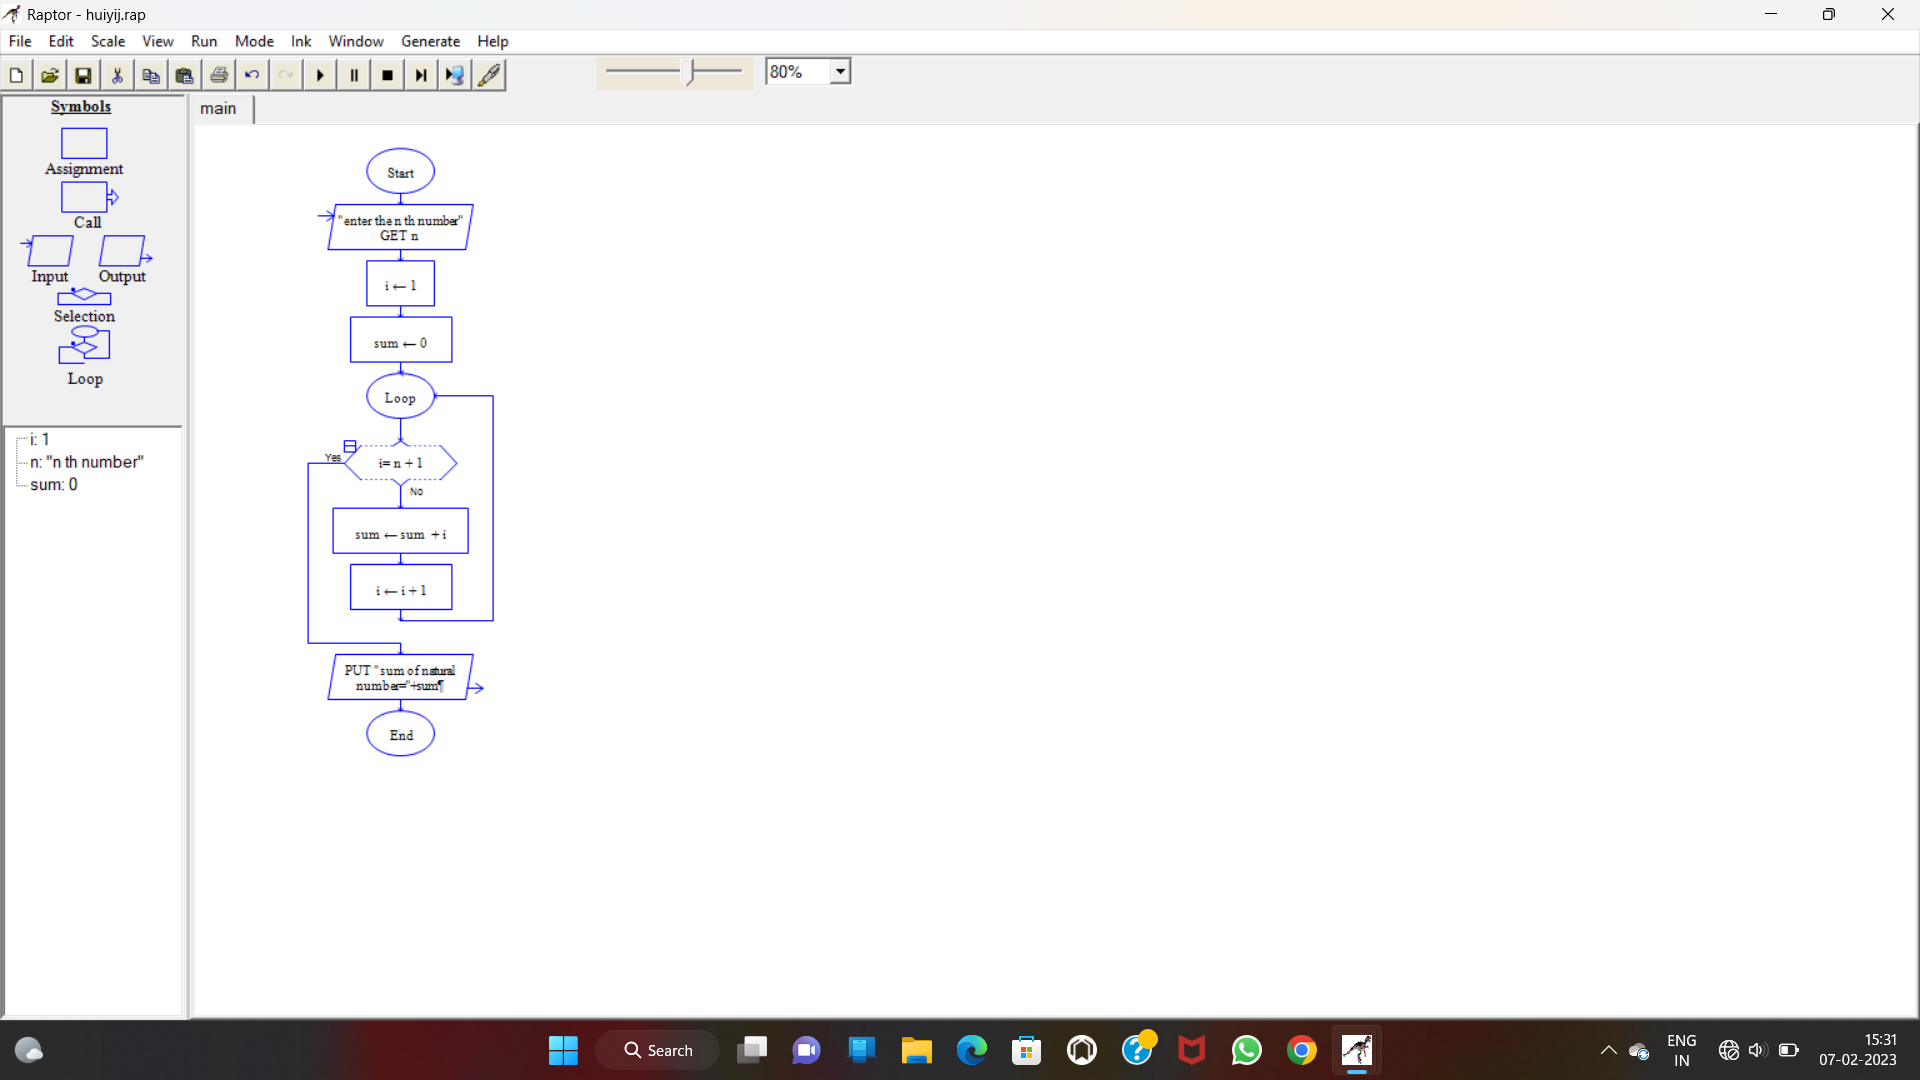 Raptor - huiyij.rap
File Edit Scale View Run Mode Ink Window Generate Help
80%
Symbols
Assignment
Call
Input Output
Selection
Loop
i: 1
n: "n th number"
sum: 0
main
Start
"enter the n th number"
GET n
i ← 1
sum ← 0
Loop
Yes
i = n + 1
No
sum ← sum + i
i ← i + 1
PUT "sum of natural
number="+sum¶
End
Search
ENG
IN
15:31
07-02-2023